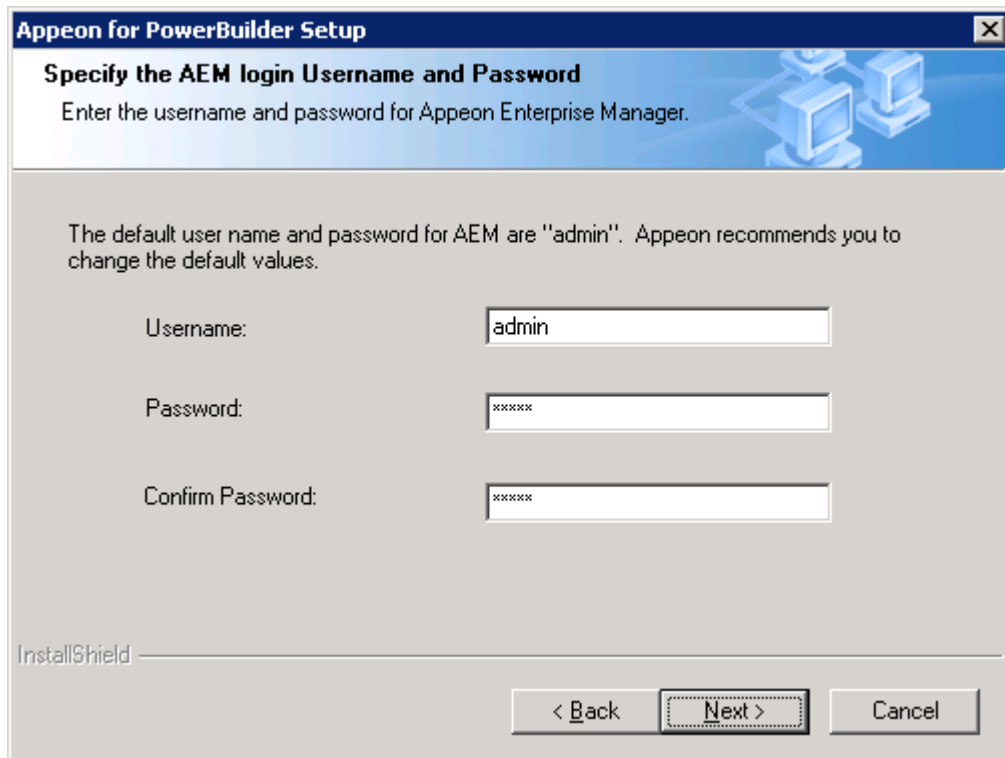 Appeon for PowerBuilder Setup
Specify the AEM login Username and Password
Enter the username and password for Appeon Enterprise Manager.
The default user name and password for AEM are "admin".  Appeon recommends you to
change the default values.
Username:
admin
Password:
*****
Confirm Password:
*****
InstallShield
< Back
Next >
Cancel